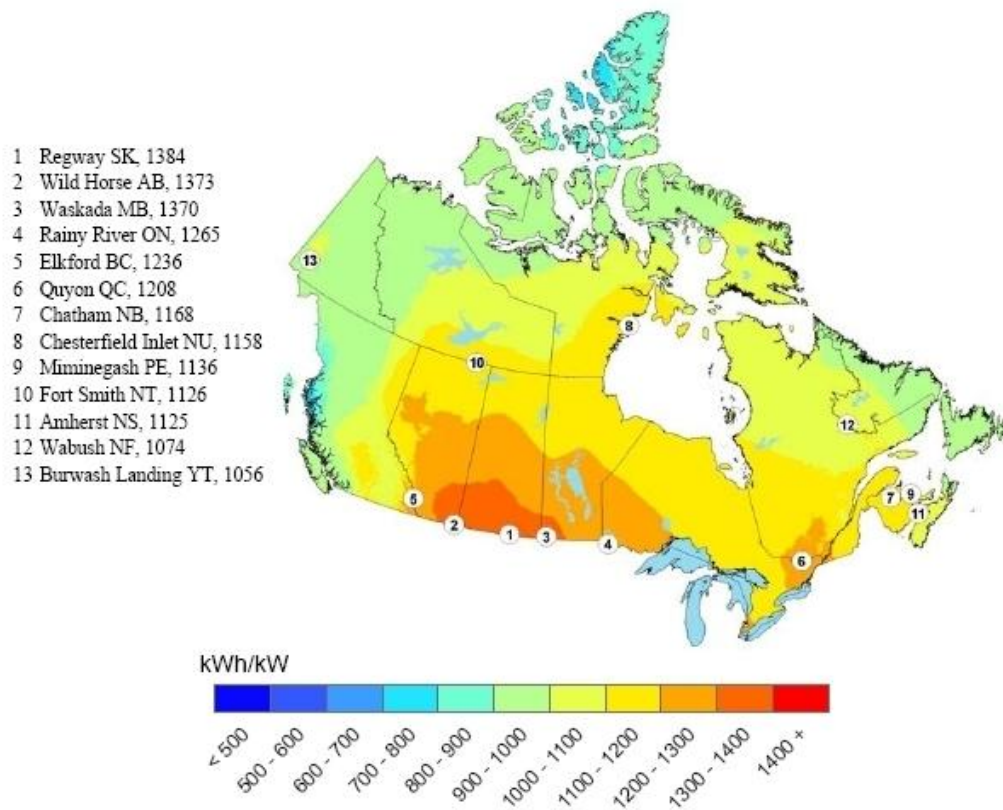 1 Regway SK, 1384
2 Wild Horse AB, 1373
3 Waskada MB, 1370
4 Rainy River ON, 1265
5 Elkford BC, 1236
6 Quyon QC, 1208
7 Chatham NB, 1168
8 Chesterfield Inlet NU, 1158
9 Miminegash PE, 1136
10 Fort Smith NT, 1126
11 Amherst NS, 1125
12 Wabush NF, 1074
13 Burwash Landing YT, 1056
13
8
10
12
5
7
9
11
2
1
3
4
6
kWh/kW
< 500
500 - 600
600 - 700
700 - 800
800 - 900
900 - 1000
1000 - 1100
1100 - 1200
1200 - 1300
1300 - 1400
1400 +